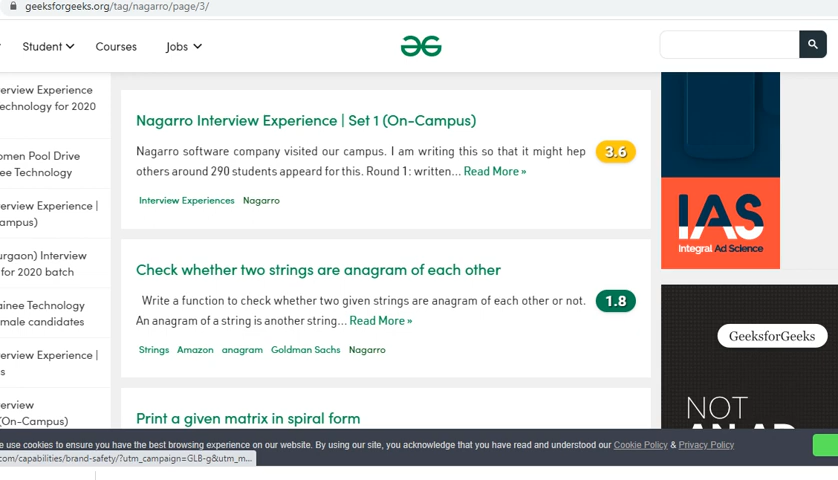 geeksforgeeks.org/tag/nagarro/page/3/
Student
Courses
Jobs
erview Experience
echnology for 2020
omen Pool Drive
ee Technology
terview Experience |
ampus)
urgaon) Interview
for 2020 batch
ainee Technology
male candidates
terview Experience |
s
erview
(On-Campus)
Nagarro Interview Experience | Set 1 (On-Campus)
Nagarro software company visited our campus. I am writing this so that it might hep
others around 290 students appeard for this. Round 1: written... Read More »
3.6
Interview Experiences Nagarro
Check whether two strings are anagram of each other
Write a function to check whether two given strings are anagram of each other or not.
An anagram of a string is another string... Read More »
1.8
Strings Amazon anagram Goldman Sachs Nagarro
Print a given matrix in spiral form
IAS
Integral Ad Science
GeeksforGeeks
NOT
AN AD
e use cookies to ensure you have the best browsing experience on our website. By using our site, you acknowledge that you have read and understood our Cookie Policy & Privacy Policy
com/capabilities/brand-safety/?utm_campaign=GLB-g&utm_m...